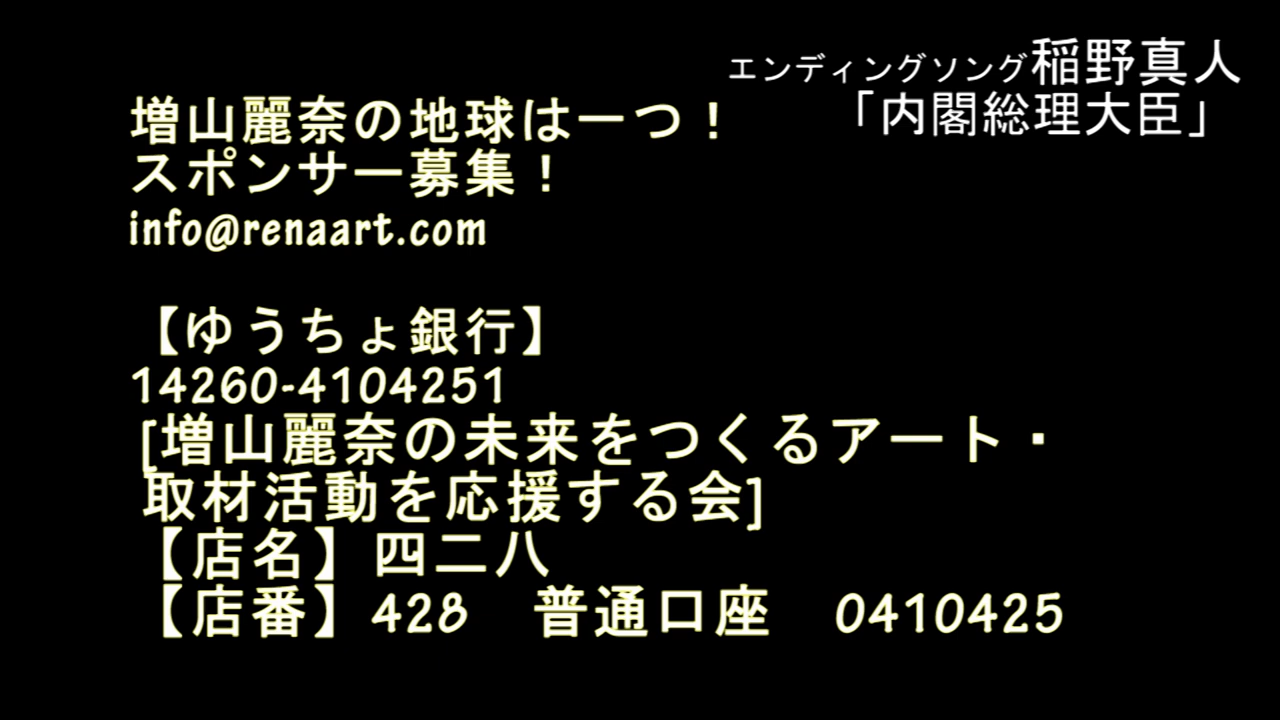 エンディングソング稲野真人
「内閣総理大臣」
増山麗奈の地球は一つ！
スポンサー募集！
info@renaart.com
【ゆうちょ銀行】
14260-4104251
[増山麗奈の未来をつくるアート・
取材活動を応援する会]
【店名】四二八
【店番】428　普通口座　0410425